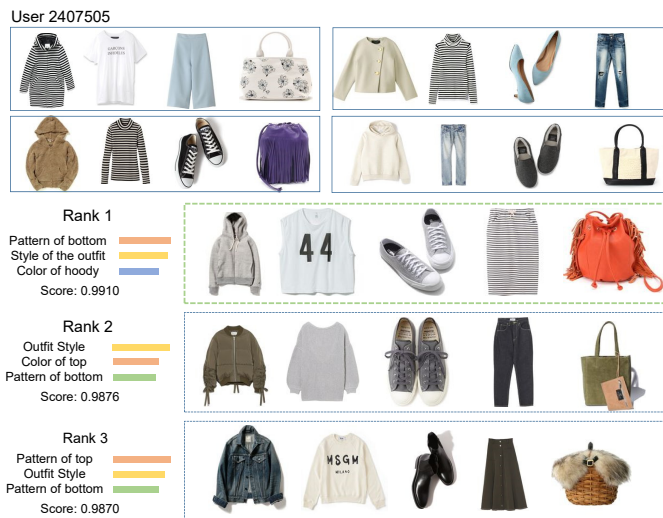 User 2407505
Rank 1
Pattern of bottom
Style of the outfit
Color of hoody
Score: 0.9910
44
Rank 2
Outfit Style
Color of top
Pattern of bottom
Score: 0.9876
Rank 3
Pattern of top
Outfit Style
Pattern of bottom
Score: 0.9870
MSGM
MILANO